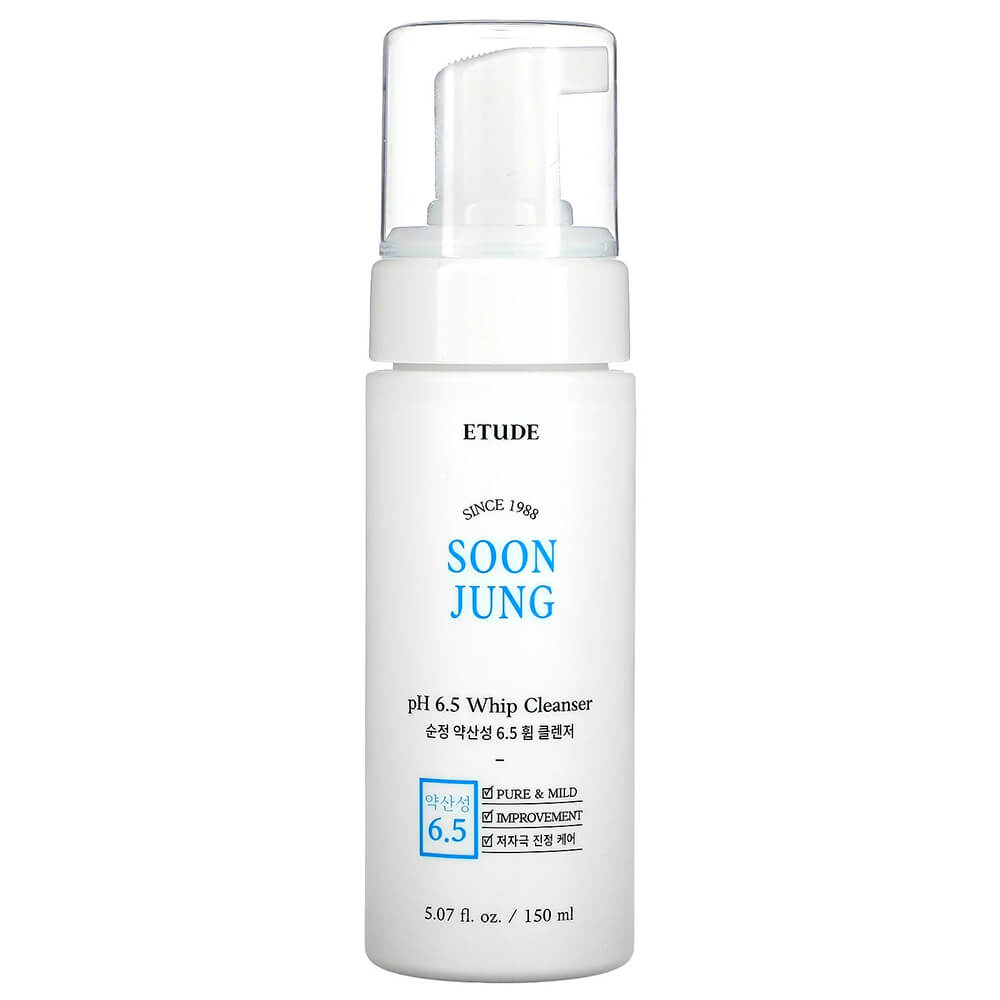 ETUDE
SINCE 1988
SOON
JUNG
pH 6.5 Whip Cleanser
순정 약산성 6.5 휩 클렌저
약산성
6.5
PURE & MILD
IMPROVEMENT
저자극 진정 케어
5.07 fl. oz. / 150 ml